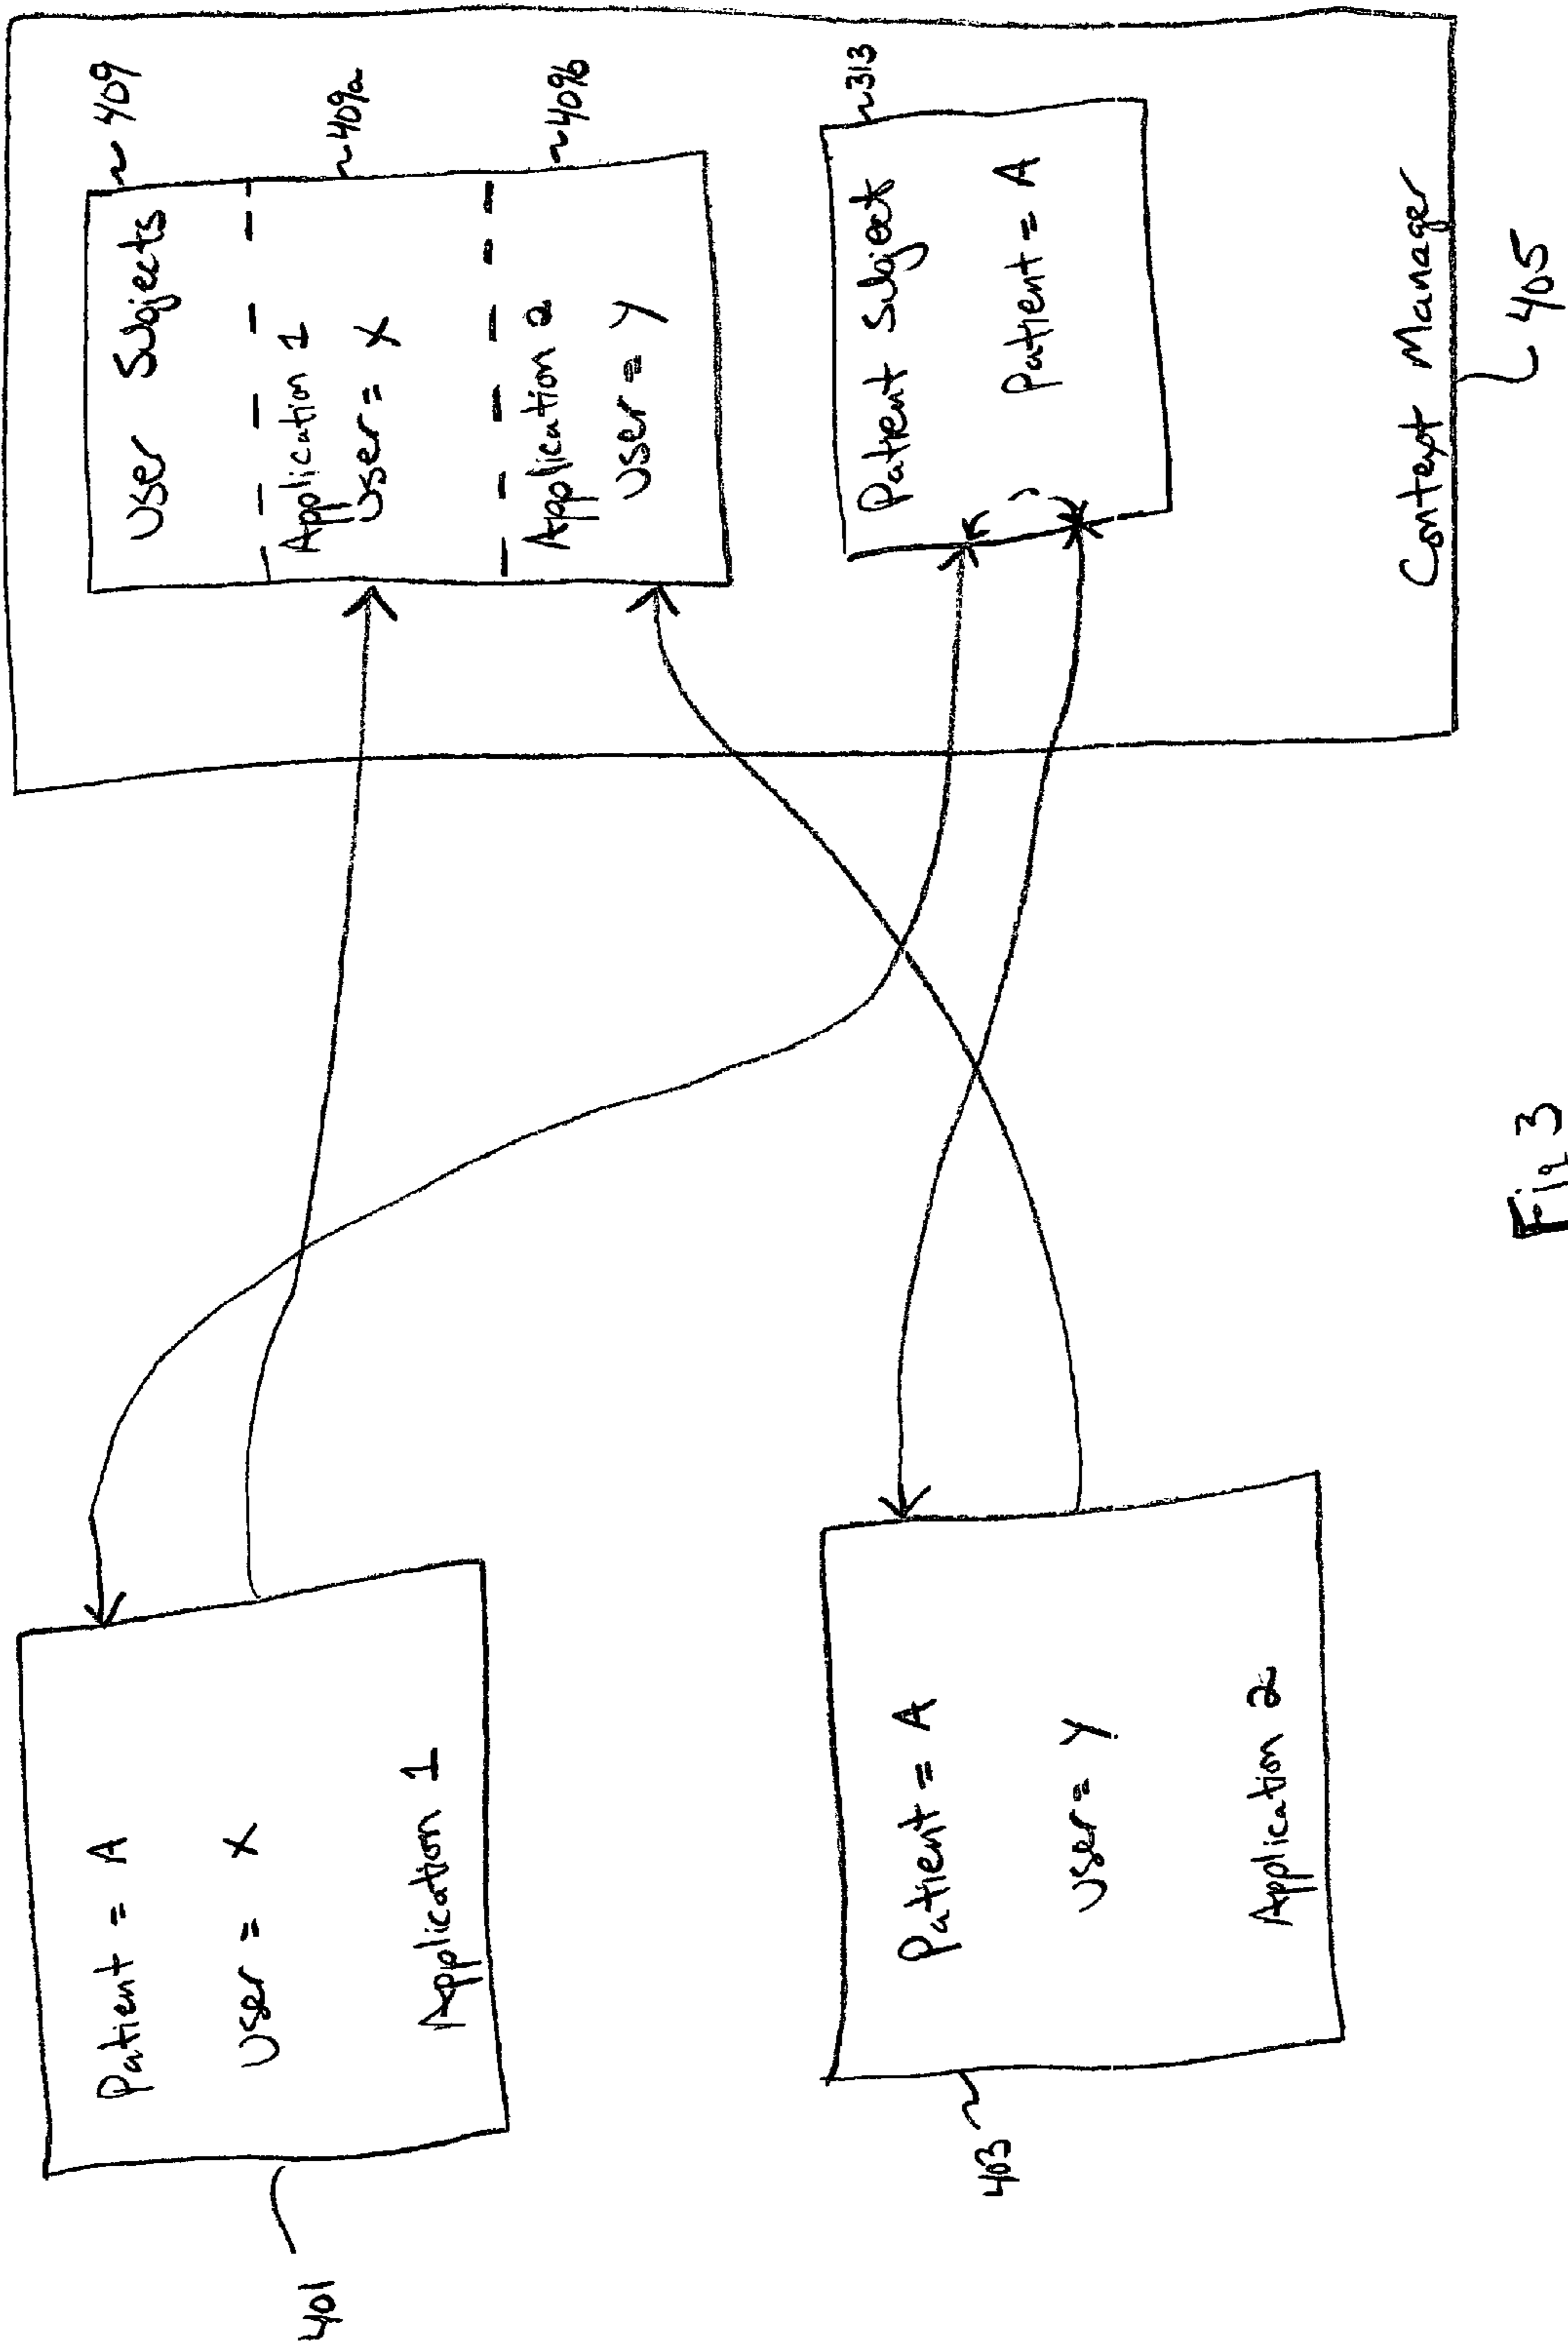 401
Patient = A
User = X
Application 1
403
Patient = A
User = Y
Application 2
409
User Subjects
409a
Application 1
User = X
409b
Application 2
User = Y
313
Patient Subject
Patient = A
Context Manager
405
Fig 3